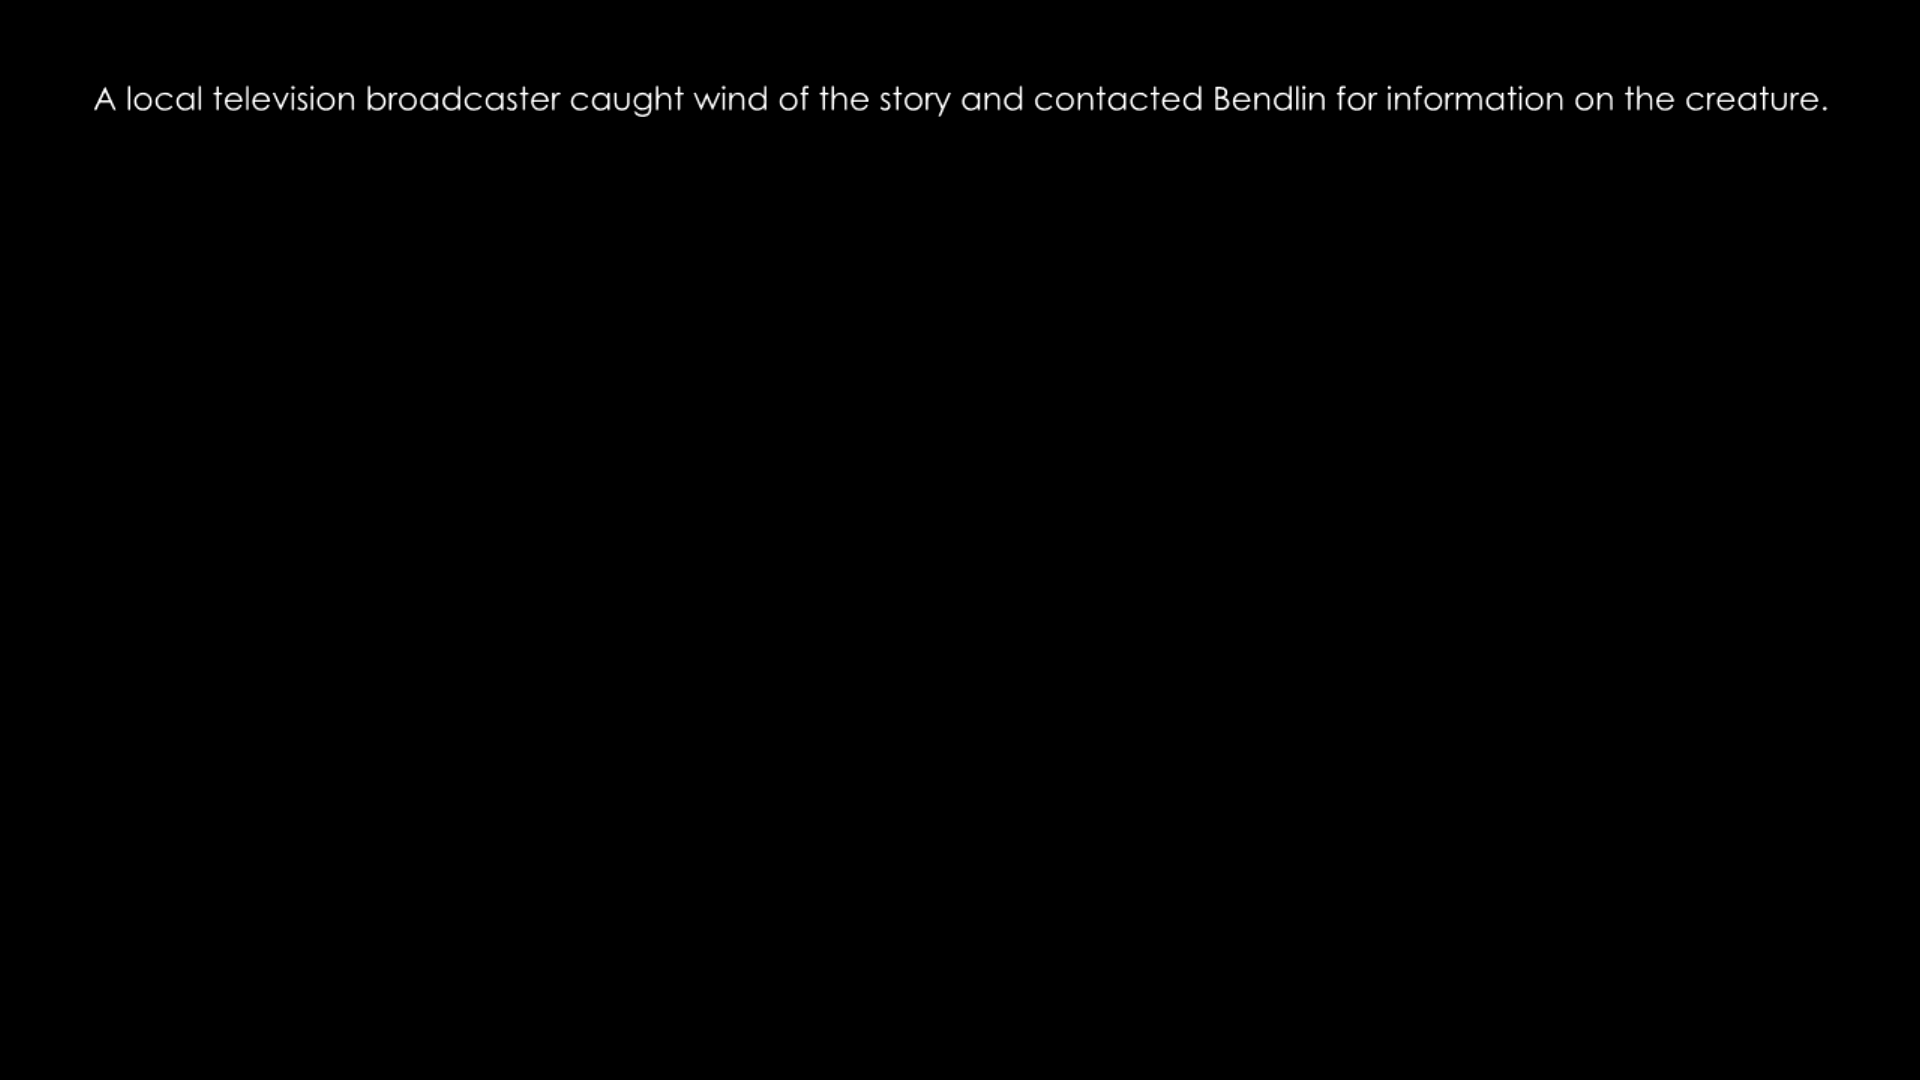 A local television broadcaster caught wind of the story and contacted Bendlin for information on the creature.